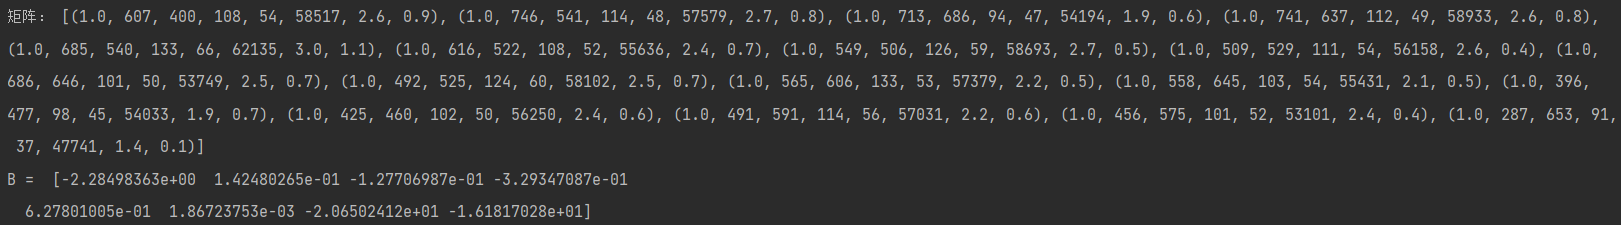 矩阵: [(1.0, 607, 400, 108, 54, 58517, 2.6, 0.9), (1.0, 746, 541, 114, 48, 57579, 2.7, 0.8), (1.0, 713, 686, 94, 47, 54194, 1.9, 0.6), (1.0, 741, 637, 112, 49, 58933, 2.6, 0.8),
(1.0, 685, 540, 133, 66, 62135, 3.0, 1.1), (1.0, 616, 522, 108, 52, 55636, 2.4, 0.7), (1.0, 549, 506, 126, 59, 58693, 2.7, 0.5), (1.0, 509, 529, 111, 54, 56158, 2.6, 0.4), (1.0,
686, 646, 101, 50, 53749, 2.5, 0.7), (1.0, 492, 525, 124, 60, 58102, 2.5, 0.7), (1.0, 565, 606, 133, 53, 57379, 2.2, 0.5), (1.0, 558, 645, 103, 54, 55431, 2.1, 0.5), (1.0, 396,
477, 98, 45, 54033, 1.9, 0.7), (1.0, 425, 460, 102, 50, 56250, 2.4, 0.6), (1.0, 491, 591, 114, 56, 57031, 2.2, 0.6), (1.0, 456, 575, 101, 52, 53101, 2.4, 0.4), (1.0, 287, 653, 91,
37, 47741, 1.4, 0.1)]
B = [-2.28498363e+00 1.42480265e-01 -1.27706987e-01 -3.29347087e-01
6.27801005e-01 1.86723753e-03 -2.06502412e+01 -1.61817028e+01]